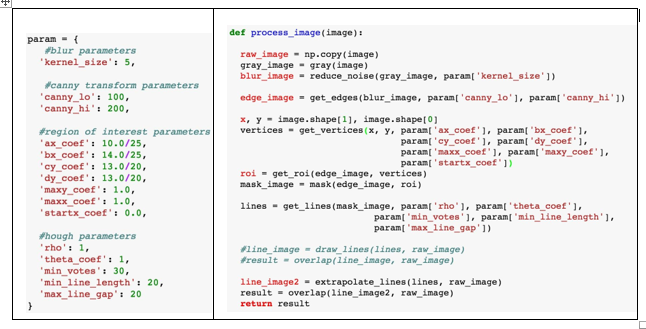 param = {
#blur parameters
'kernel_size': 5,
#canny transform parameters
'canny_lo': 100,
'canny_hi': 200,
#region of interest parameters
'ax_coef': 10.0/25,
'bx_coef': 14.0/25,
'cy_coef': 13.0/20,
'dy_coef': 13.0/20,
'maxy_coef': 1.0,
'maxx_coef': 1.0,
'startx_coef': 0.0,
#hough parameters
'rho': 1,
'theta_coef': 1,
'min_votes': 30,
'min_line_length': 20,
'max_line_gap': 20
}
def process_image(image):
raw_image = np.copy(image)
gray_image = gray(image)
blur_image = reduce_noise(gray_image, param['kernel_size'])
edge_image = get_edges(blur_image, param['canny_lo'], param['canny_hi'])
x, y = image.shape[1], image.shape[0]
vertices = get_vertices(x, y, param['ax_coef'], param['bx_coef'],
param['cy_coef'], param['dy_coef'],
param['maxx_coef'], param['maxy_coef'],
param['startx_coef'])
roi = get_roi(edge_image, vertices)
mask_image = mask(edge_image, roi)
lines = get_lines(mask_image, param['rho'], param['theta_coef'],
param['min_votes'], param['min_line_length'],
param['max_line_gap'])
#line_image = draw_lines(lines, raw_image)
#result = overlap(line_image, raw_image)
line_image2 = extrapolate_lines(lines, raw_image)
result = overlap(line_image2, raw_image)
return result